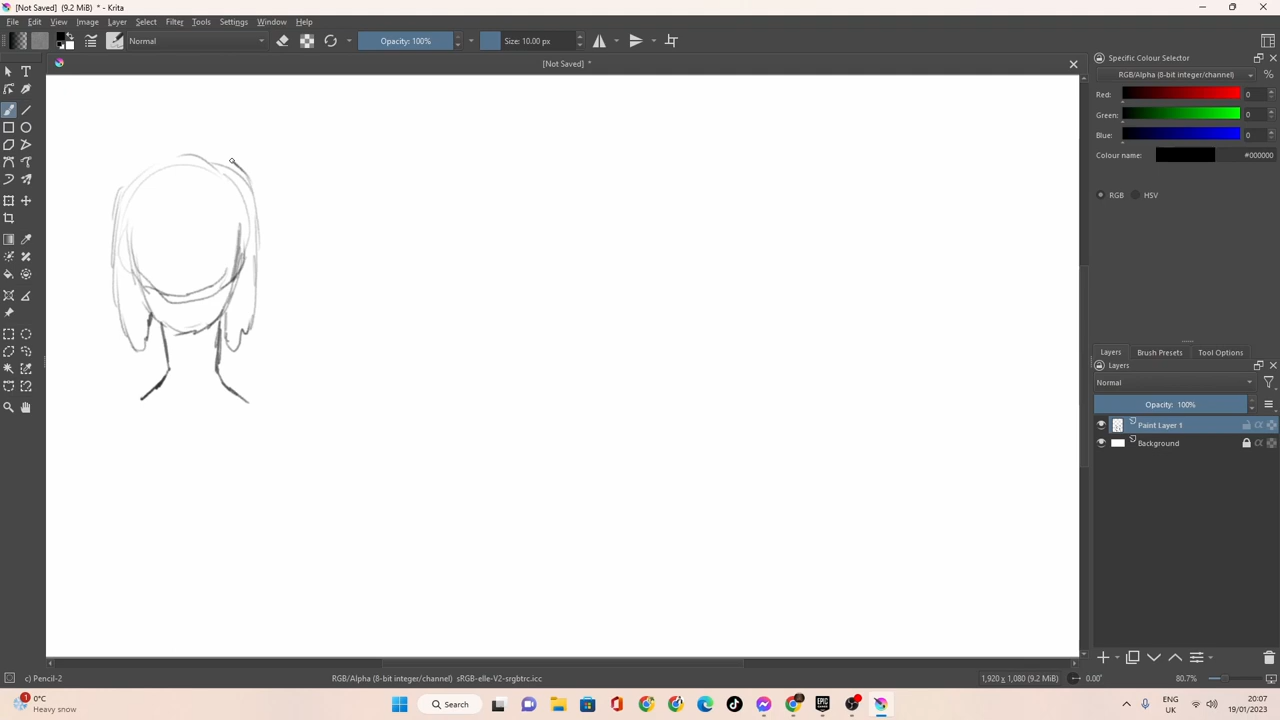 [Not Saved] (9.2 MiB) * - Krita
File Edit View Image Layer Select Filter Tools Settings Window Help
Normal Opacity: 100% Size: 10.00 px
[Not Saved] *
Specific Colour Selector
RGB/Alpha (8-bit integer/channel) %
Red: 0
Green: 0
Blue: 0
Colour name: #000000
RGB HSV
Layers Brush Presets Tool Options
Layers
Normal
Opacity: 100%
Paint Layer 1
Background
c) Pencil-2 RGB/Alpha (8-bit integer/channel) sRGB-elle-V2-srgbtrc.icc 1,920 x 1,080 (9.2 MiB) 0.00° 80.7%
1 0°C
Heavy snow
Search
EPIC
ENG
UK
20:07
19/01/2023